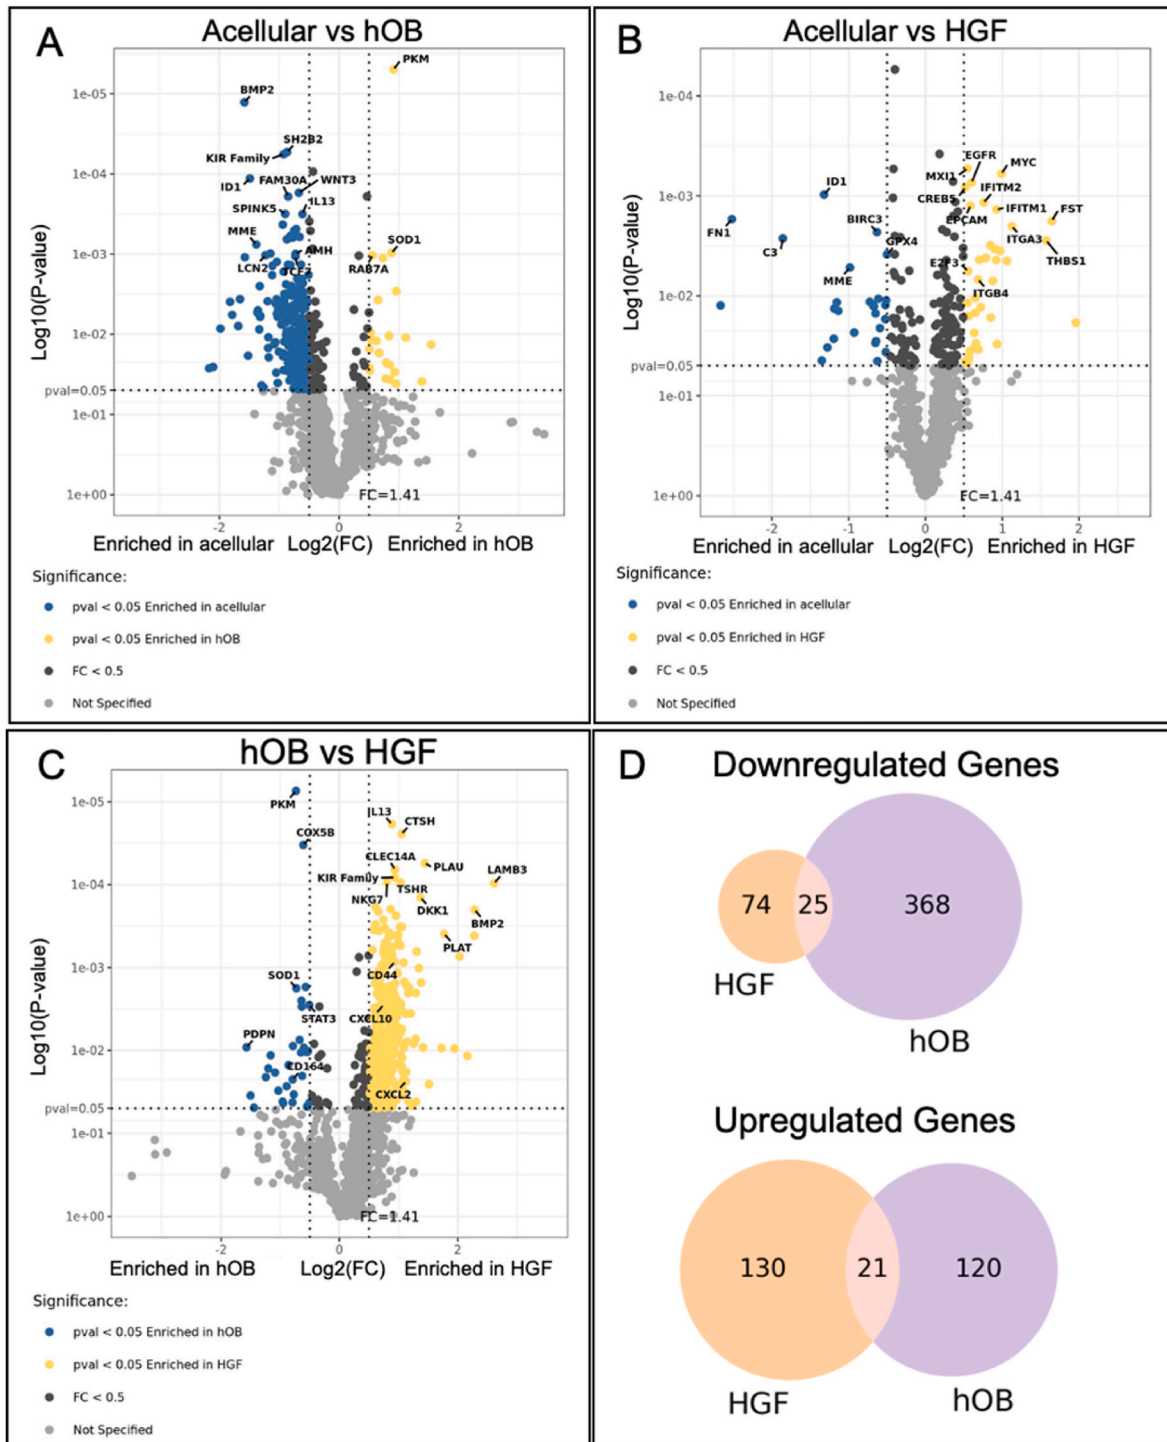 A
Acellular vs hOB
PKM
1e-05
BMP2
SH2B2
KIR Family
1e-04
FAM30A
WNT3
ID1
IL13
SPINK5
MME
SOD1
1e-03
AMH
RAB7A
LCN2
TCF7
1e-02
pval=0.05
1e-01
1e+00
FC=1.41
Log10(P-value)
-2
0
2
Enriched in acellular
Log2(FC)
Enriched in hOB
Significance:
pval < 0.05 Enriched in acellular
pval < 0.05 Enriched in hOB
FC < 0.5
Not Specified
B
Acellular vs HGF
1e-04
EGFR
MYC
MXI1
ID1
1e-03
CREB5
IFITM2
IFITM1
FST
FN1
BIRC3
EPCAM
C3
GPX4
ITGA3
THBS1
E2F3
MME
ITGB4
1e-02
pval=0.05
1e-01
1e+00
FC=1.41
Log10(P-value)
-2
-1
0
1
2
Enriched in acellular
Log2(FC)
Enriched in HGF
Significance:
pval < 0.05 Enriched in acellular
pval < 0.05 Enriched in HGF
FC < 0.5
Not Specified
C
hOB vs HGF
1e-05
PKM
IL13
CTSH
COX5B
CLEC14A
PLAU
LAMB3
KIR Family
1e-04
TSHR
NKG7
DKK1
BMP2
PLAT
1e-03
SOD1
CD44
STAT3
CXCL10
PDPN
1e-02
CD164
CXCL2
pval=0.05
1e-01
1e+00
FC=1.41
Log10(P-value)
-2
0
2
Enriched in hOB
Log2(FC)
Enriched in HGF
Significance:
pval < 0.05 Enriched in hOB
pval < 0.05 Enriched in HGF
FC < 0.5
Not Specified
D
Downregulated Genes
74
25
368
HGF
hOB
Upregulated Genes
130
21
120
HGF
hOB